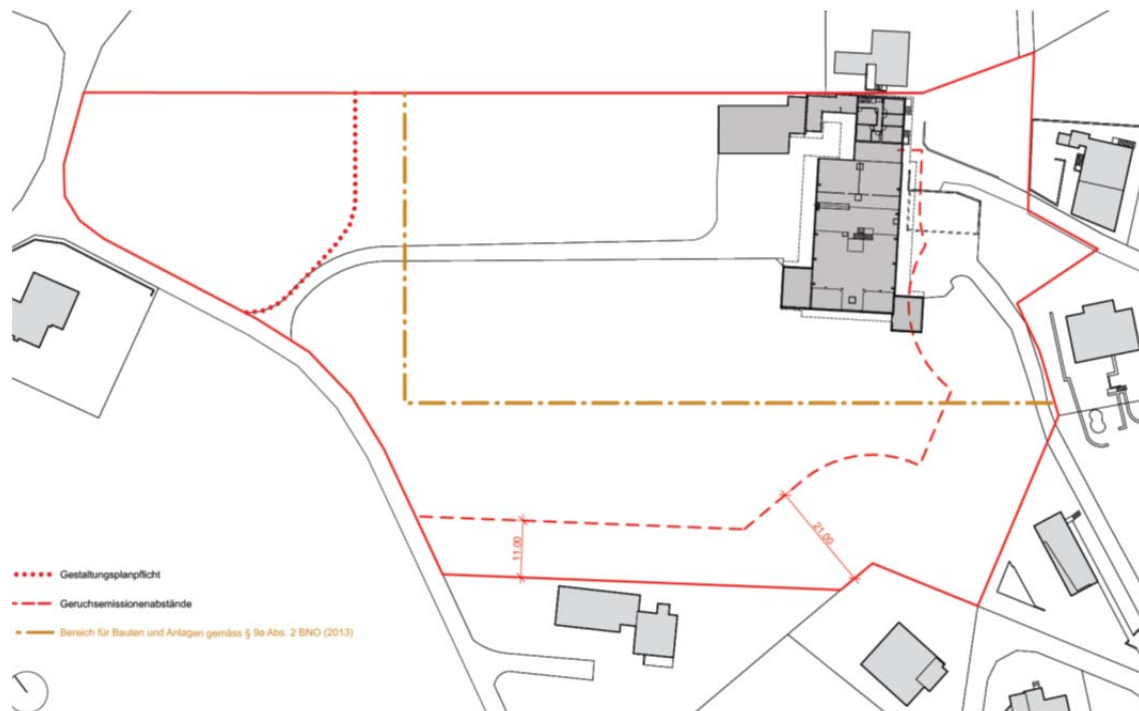 21.00
11.00
Gestaltungsplanpflicht
Geruchsemissionenabstände
Bereich für Bauten und Anlagen gemäss § 9a Abs. 2 BNO (2013)